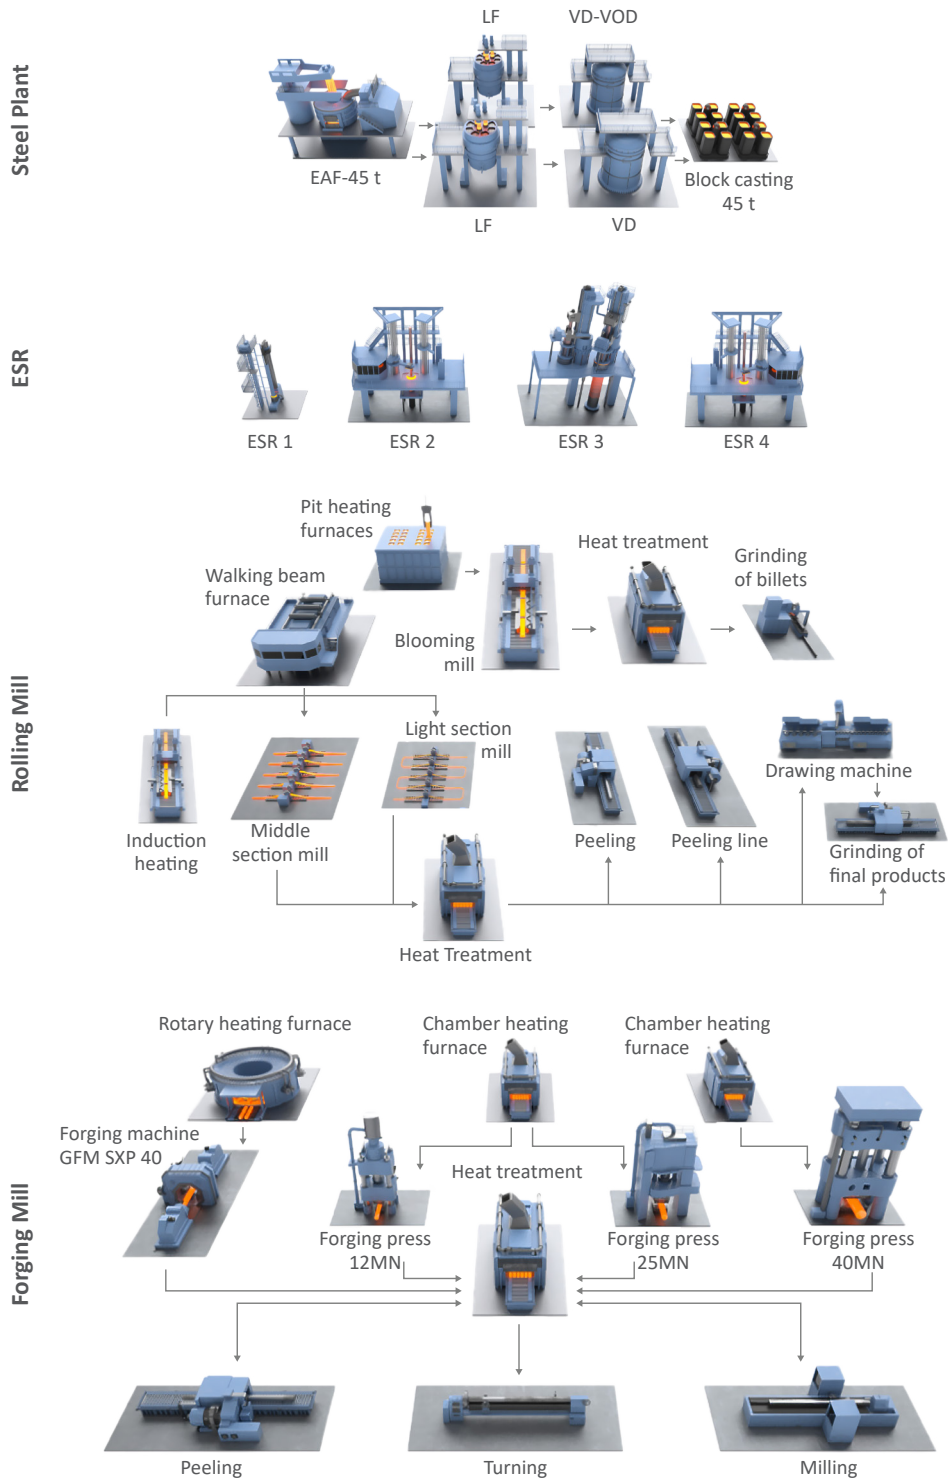 Steel Plant
LF
VD-VOD
EAF-45 t
Block casting
45 t
LF
VD
ESR
ESR 1
ESR 2
ESR 3
ESR 4
Rolling Mill
Pit heating
furnaces
Heat treatment
Grinding
of billets
Walking beam
furnace
Blooming
mill
Light section
mill
Drawing machine
Induction
heating
Middle
section mill
Peeling
Peeling line
Grinding of
final products
Heat Treatment
Forging Mill
Rotary heating furnace
Chamber heating
furnace
Chamber heating
furnace
Forging machine
GFM SXP 40
Heat treatment
Forging press
12MN
Forging press
25MN
Forging press
40MN
Peeling
Turning
Milling